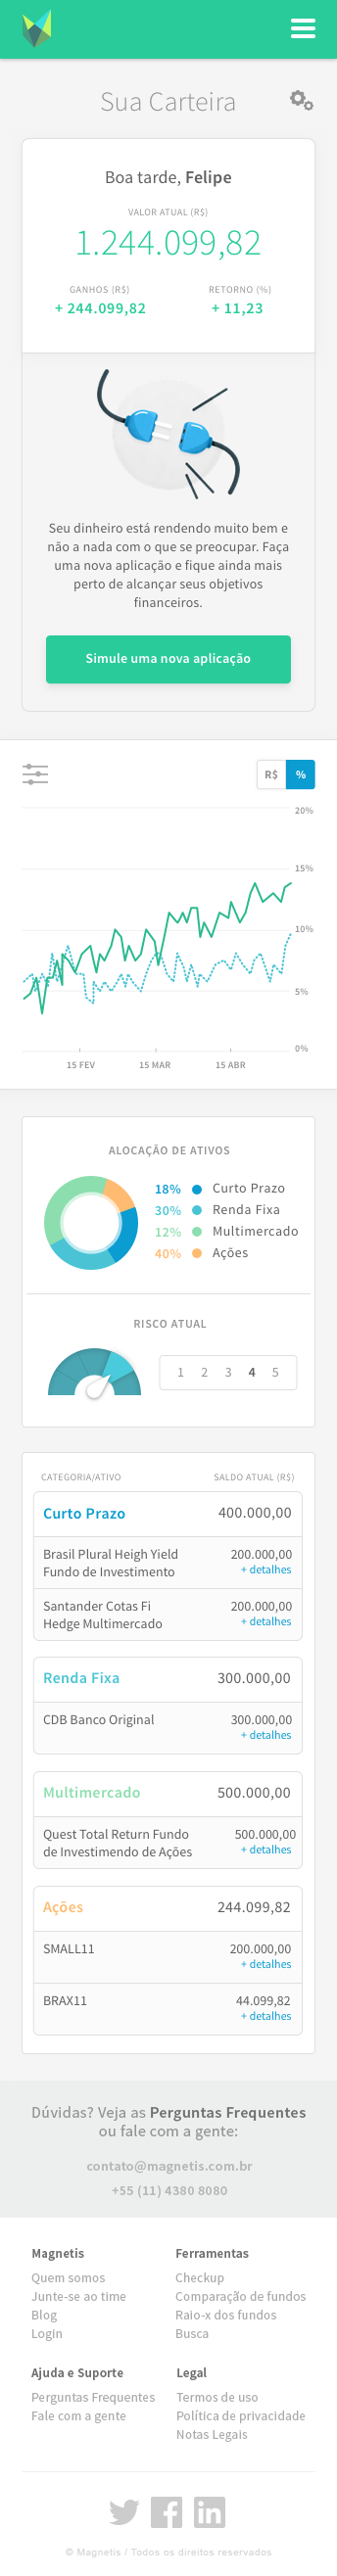 Sua Carteira
Boa tarde, Felipe
VALOR ATUAL (R$)
1.244.099,82
GANHOS (R$) RETORNO (%)
+ 244.099,82 + 11,23
Seu dinheiro está rendendo muito bem e
não a nada com o que se preocupar. Faça
uma nova aplicação e fique ainda mais
perto de alcançar seus objetivos
financeiros.
Simule uma nova aplicação
R$ %
20%
15%
10%
5%
0%
15 FEV 15 MAR 15 ABR
ALOCAÇÃO DE ATIVOS
18% Curto Prazo
30% Renda Fixa
12% Multimercado
40% Ações
RISCO ATUAL
1 2 3 4 5
CATEGORIA/ATIVO SALDO ATUAL (R$)
Curto Prazo 400.000,00
Brasil Plural Heigh Yield 200.000,00
Fundo de Investimento + detalhes
Santander Cotas Fi 200.000,00
Hedge Multimercado + detalhes
Renda Fixa 300.000,00
CDB Banco Original 300.000,00
+ detalhes
Multimercado 500.000,00
Quest Total Return Fundo 500.000,00
de Investimendo de Ações + detalhes
Ações 244.099,82
SMALL11 200.000,00
+ detalhes
BRAX11 44.099,82
+ detalhes
Dúvidas? Veja as Perguntas Frequentes
ou fale com a gente:
contato@magnetis.com.br
+55 (11) 4380 8080
Magnetis Ferramentas
Quem somos Checkup
Junte-se ao time Comparação de fundos
Blog Raio-x dos fundos
Login Busca
Ajuda e Suporte Legal
Perguntas Frequentes Termos de uso
Fale com a gente Política de privacidade
Notas Legais
© Magnetis / Todos os direitos reservados